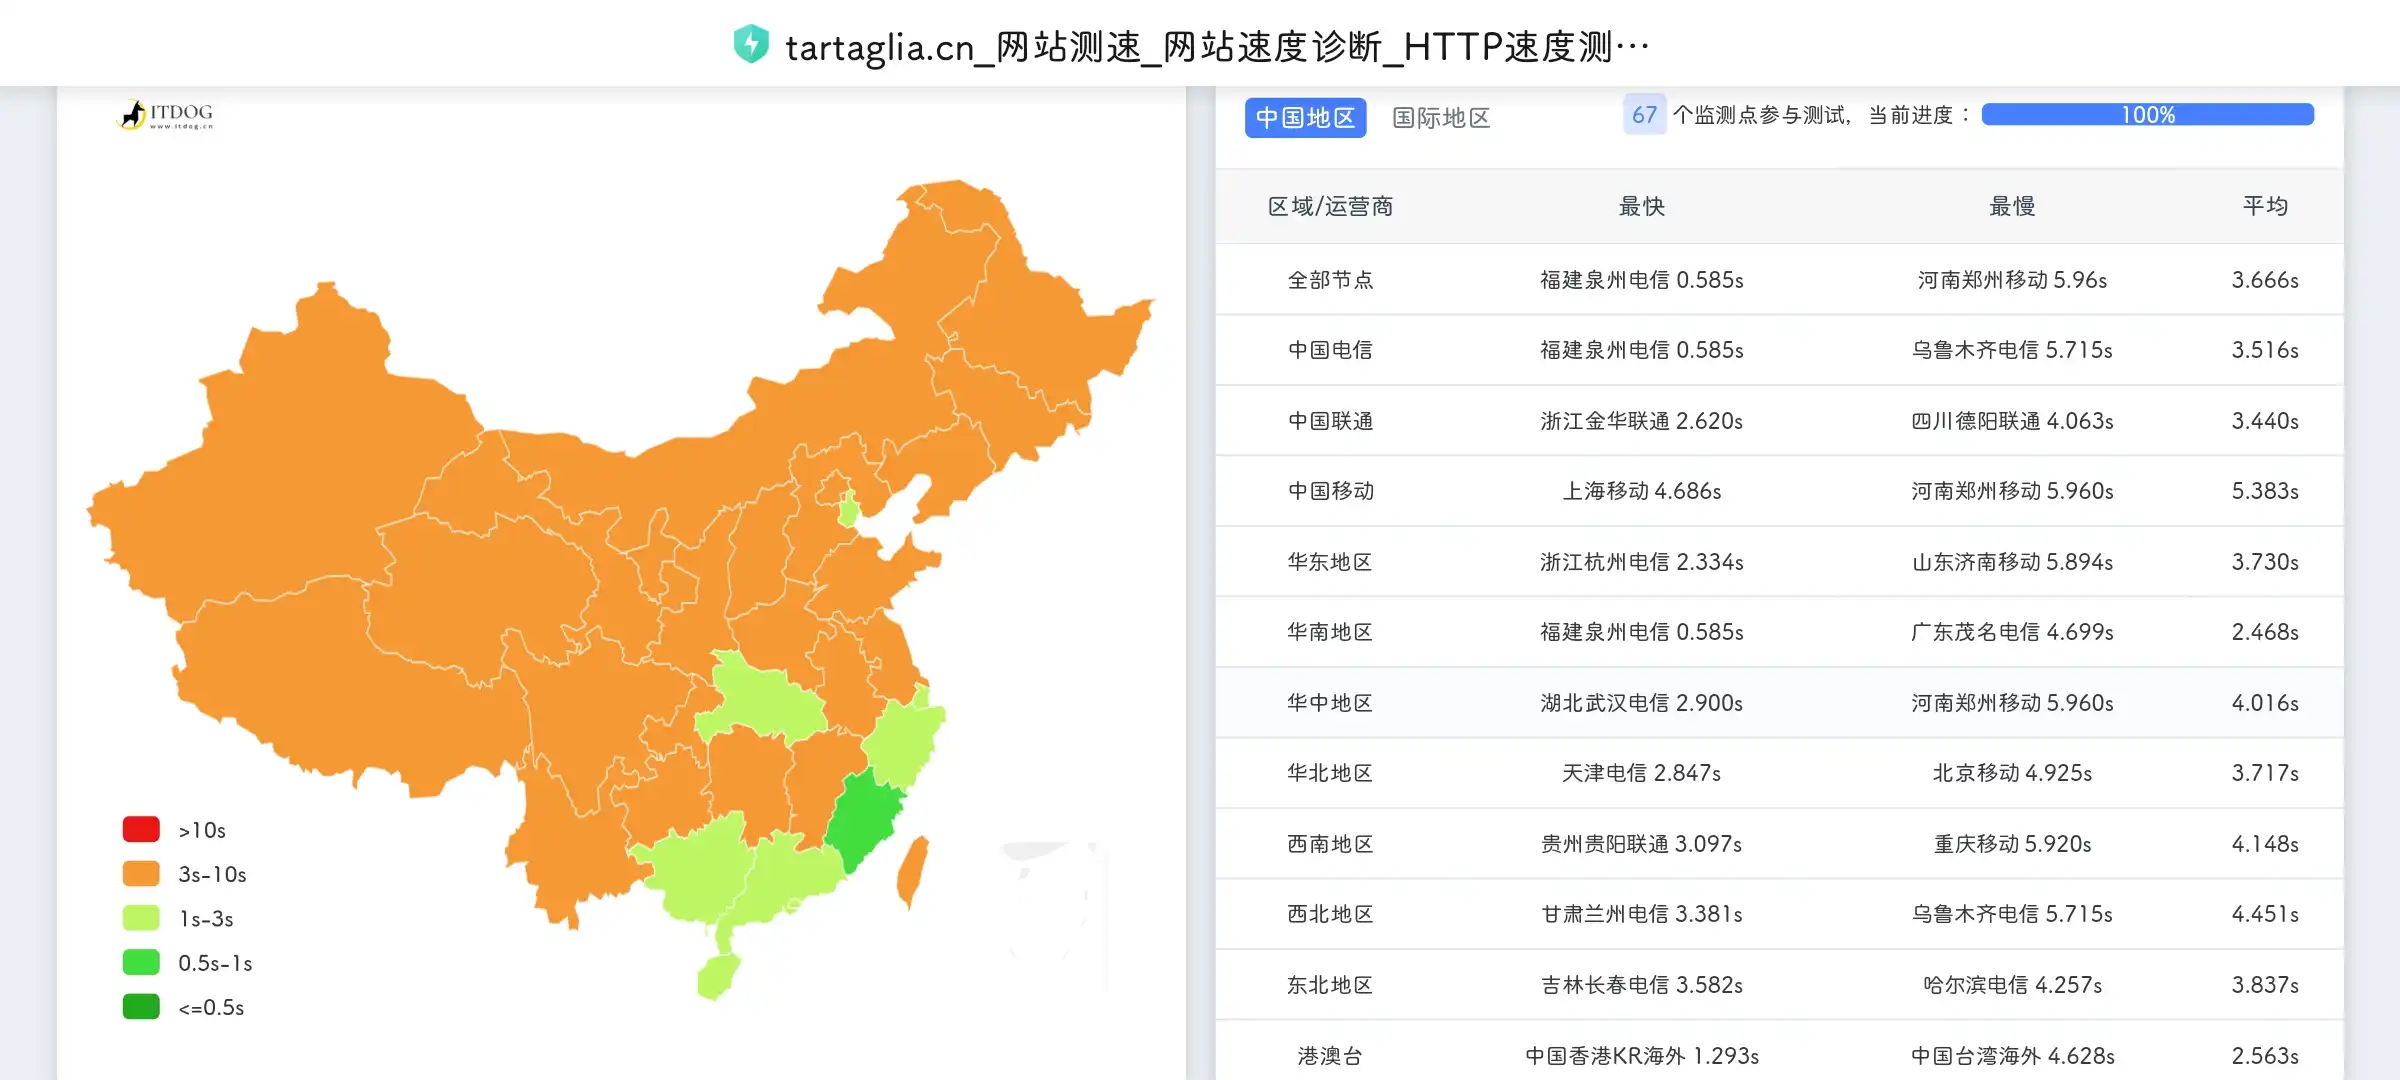 tartaglia.cn_网站测速_网站速度诊断_HTTP速度测…
ITDOG
www.itdog.cn
中国地区 国际地区 67 个监测点参与测试, 当前进度： 100%
区域/运营商 最快 最慢 平均
全部节点 福建泉州电信 0.585s 河南郑州移动 5.96s 3.666s
中国电信 福建泉州电信 0.585s 乌鲁木齐电信 5.715s 3.516s
中国联通 浙江金华联通 2.620s 四川德阳联通 4.063s 3.440s
中国移动 上海移动 4.686s 河南郑州移动 5.960s 5.383s
华东地区 浙江杭州电信 2.334s 山东济南移动 5.894s 3.730s
华南地区 福建泉州电信 0.585s 广东茂名电信 4.699s 2.468s
华中地区 湖北武汉电信 2.900s 河南郑州移动 5.960s 4.016s
华北地区 天津电信 2.847s 北京移动 4.925s 3.717s
西南地区 贵州贵阳联通 3.097s 重庆移动 5.920s 4.148s
西北地区 甘肃兰州电信 3.381s 乌鲁木齐电信 5.715s 4.451s
东北地区 吉林长春电信 3.582s 哈尔滨电信 4.257s 3.837s
港澳台 中国香港KR海外 1.293s 中国台湾海外 4.628s 2.563s
>10s
3s-10s
1s-3s
0.5s-1s
<=0.5s